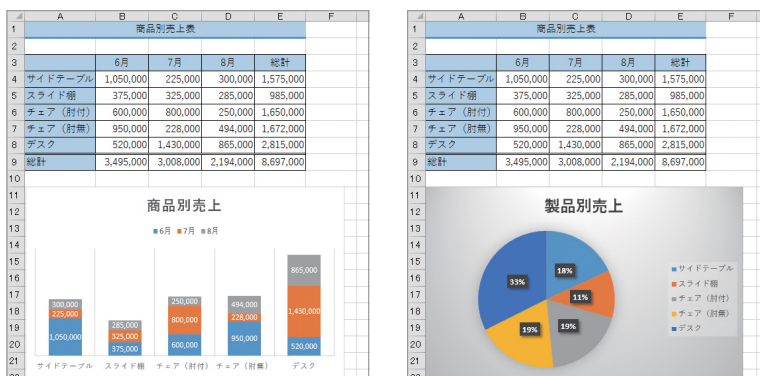 A B C D E F
1 商品別売上表
2
3 6月 7月 8月 総計
4 サイドテーブル 1,050,000 225,000 300,000 1,575,000
5 スライド棚 375,000 325,000 285,000 985,000
6 チェア（肘付） 600,000 800,000 250,000 1,650,000
7 チェア（肘無） 950,000 228,000 494,000 1,672,000
8 デスク 520,000 1,430,000 865,000 2,815,000
9 総計 3,495,000 3,008,000 2,194,000 8,697,000
10
11
12 商品別売上
13 6月 7月 8月
14
15
16 865,000
17
18 300,000 250,000 494,000
225,000 800,000 228,000 1,430,000
19 285,000
1,050,000 325,000 600,000 950,000
20 375,000 520,000
21 サイドテーブル スライド棚 チェア（肘付） チェア（肘無） デスク
A B C D E F
1 商品別売上表
2
3 6月 7月 8月 総計
4 サイドテーブル 1,050,000 225,000 300,000 1,575,000
5 スライド棚 375,000 325,000 285,000 985,000
6 チェア（肘付） 600,000 800,000 250,000 1,650,000
7 チェア（肘無） 950,000 228,000 494,000 1,672,000
8 デスク 520,000 1,430,000 865,000 2,815,000
9 総計 3,495,000 3,008,000 2,194,000 8,697,000
10
11
12 製品別売上
13
14
15 18% サイドテーブル
16 33% スライド棚
17 11% チェア（肘付）
18 チェア（肘無）
19 19% 19% デスク
20
21